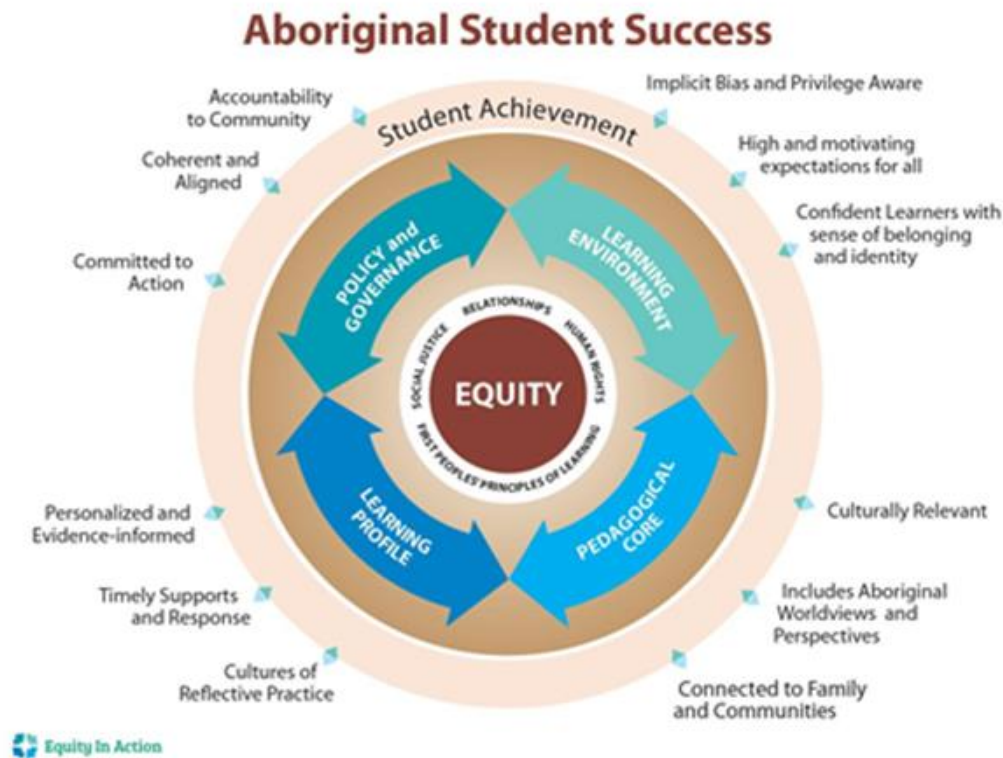 Aboriginal Student Success
Student Achievement
Accountability
to Community
Coherent and
Aligned
Committed to
Action
Implicit Bias and Privilege Aware
High and motivating
expectations for all
Confident Learners with
sense of belonging
and identity
POLICY and
GOVERNANCE
LEARNING
ENVIRONMENT
SOCIAL JUSTICE
RELATIONSHIPS
HUMAN RIGHTS
EQUITY
FIRST PEOPLES' PRINCIPLES OF LEARNING
LEARNING
PROFILE
PEDAGOGICAL
CORE
Personalized and
Evidence-informed
Timely Supports
and Response
Cultures of
Reflective Practice
Culturally Relevant
Includes Aboriginal
Worldviews and
Perspectives
Connected to Family
and Communities
Equity In Action